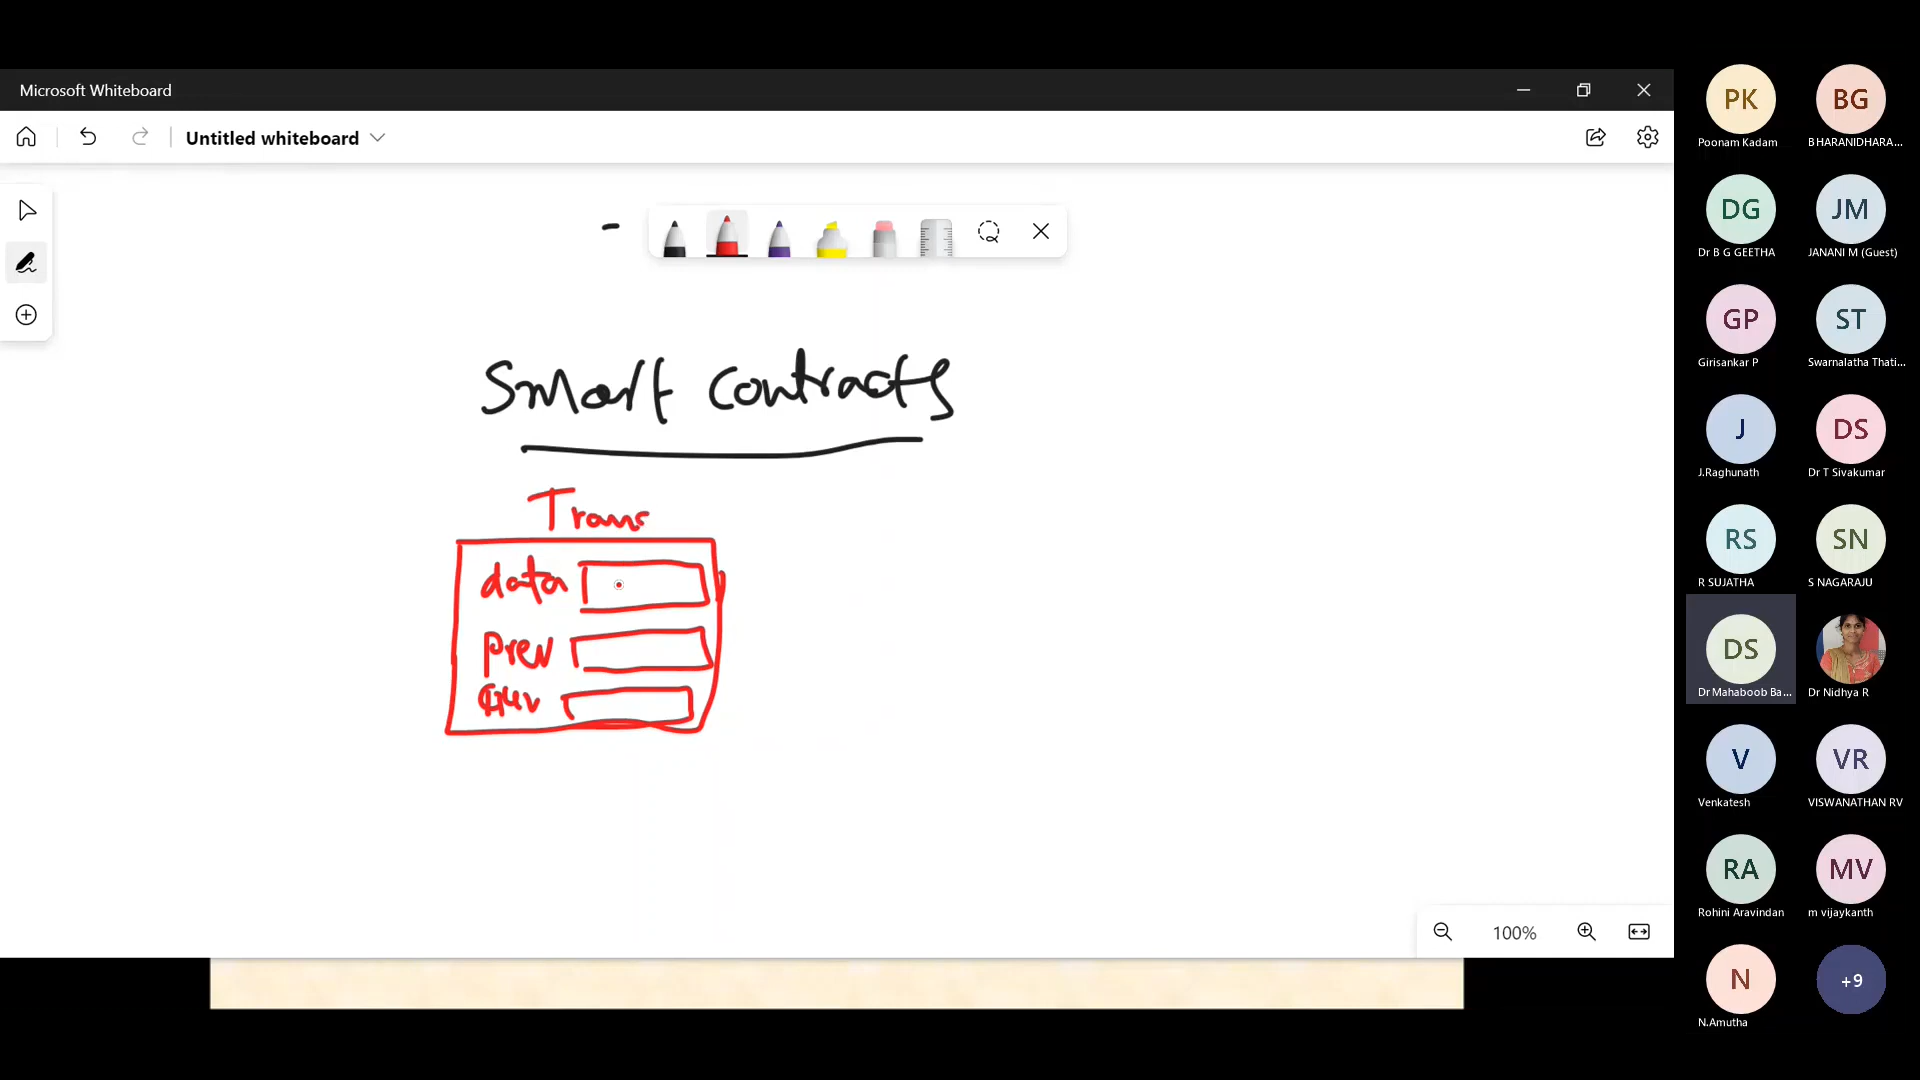 Microsoft Whiteboard
Untitled whiteboard
Smart contracts
Trans
data
prev
100%
PK
Poonam Kadam
BG
BHARANIDHARA...
DG
Dr B G GEETHA
JM
JANANI M (Guest)
GP
Girisankar P
ST
Swarnalatha Thati...
J
J.Raghunath
DS
Dr T Sivakumar
RS
R SUJATHA
SN
S NAGARAJU
DS
Dr Mahaboob Ba...
Dr Nidhya R
V
Venkatesh
VR
VISWANATHAN RV
RA
Rohini Aravindan
MV
m vijaykanth
N
N.Amutha
+9